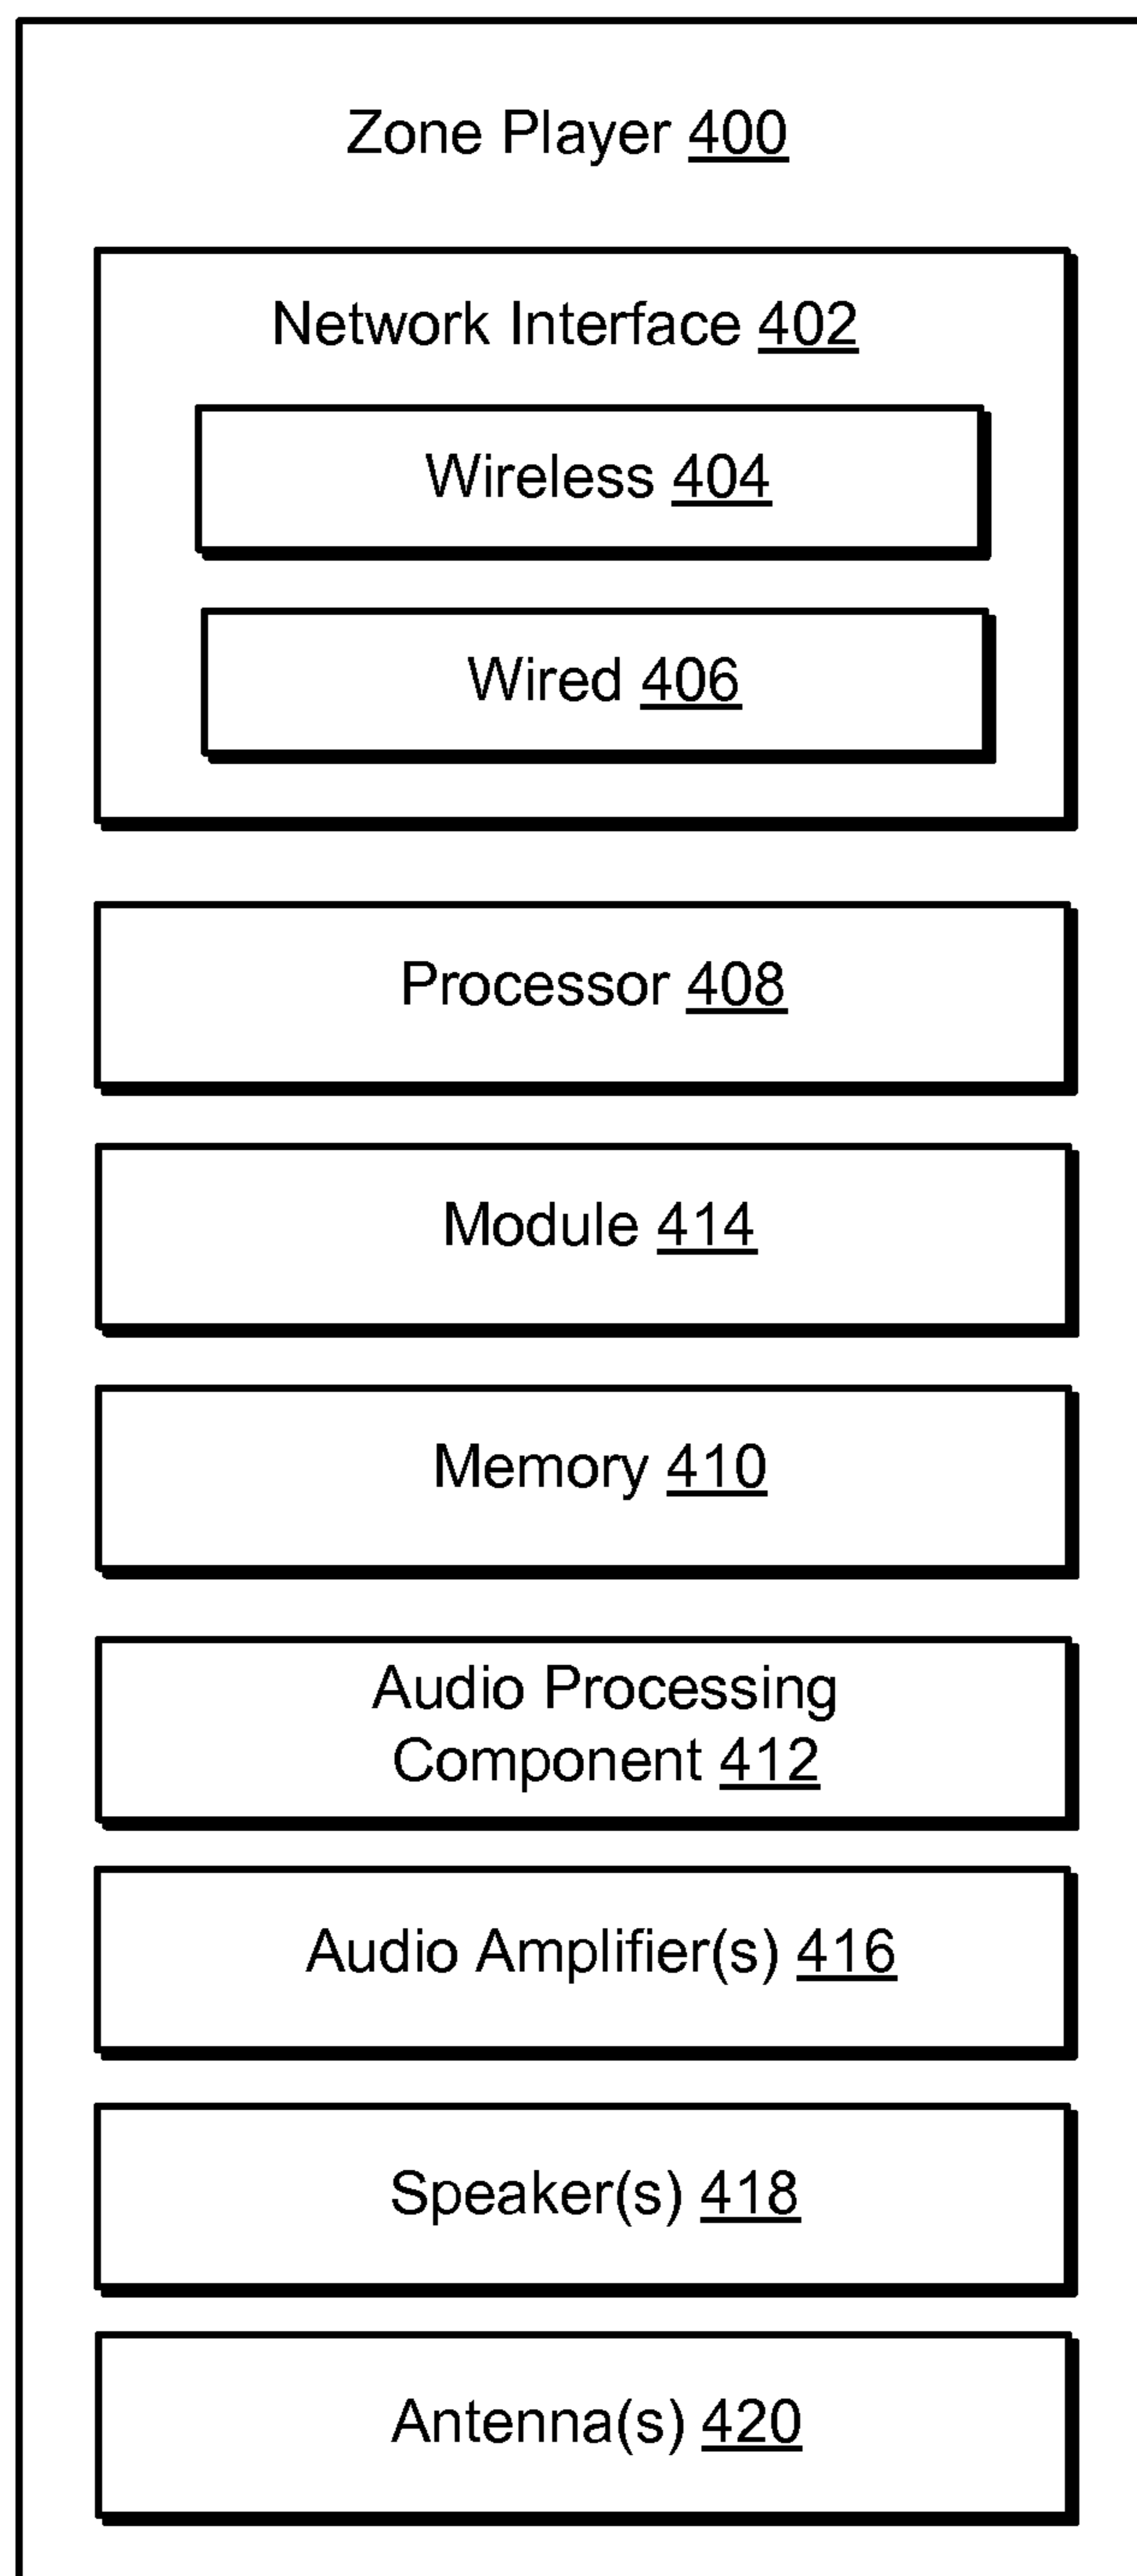 Zone Player 400
Network Interface 402
Wireless 404
Wired 406
Processor 408
Module 414
Memory 410
Audio Processing
Component 412
Audio Amplifier(s) 416
Speaker(s) 418
Antenna(s) 420